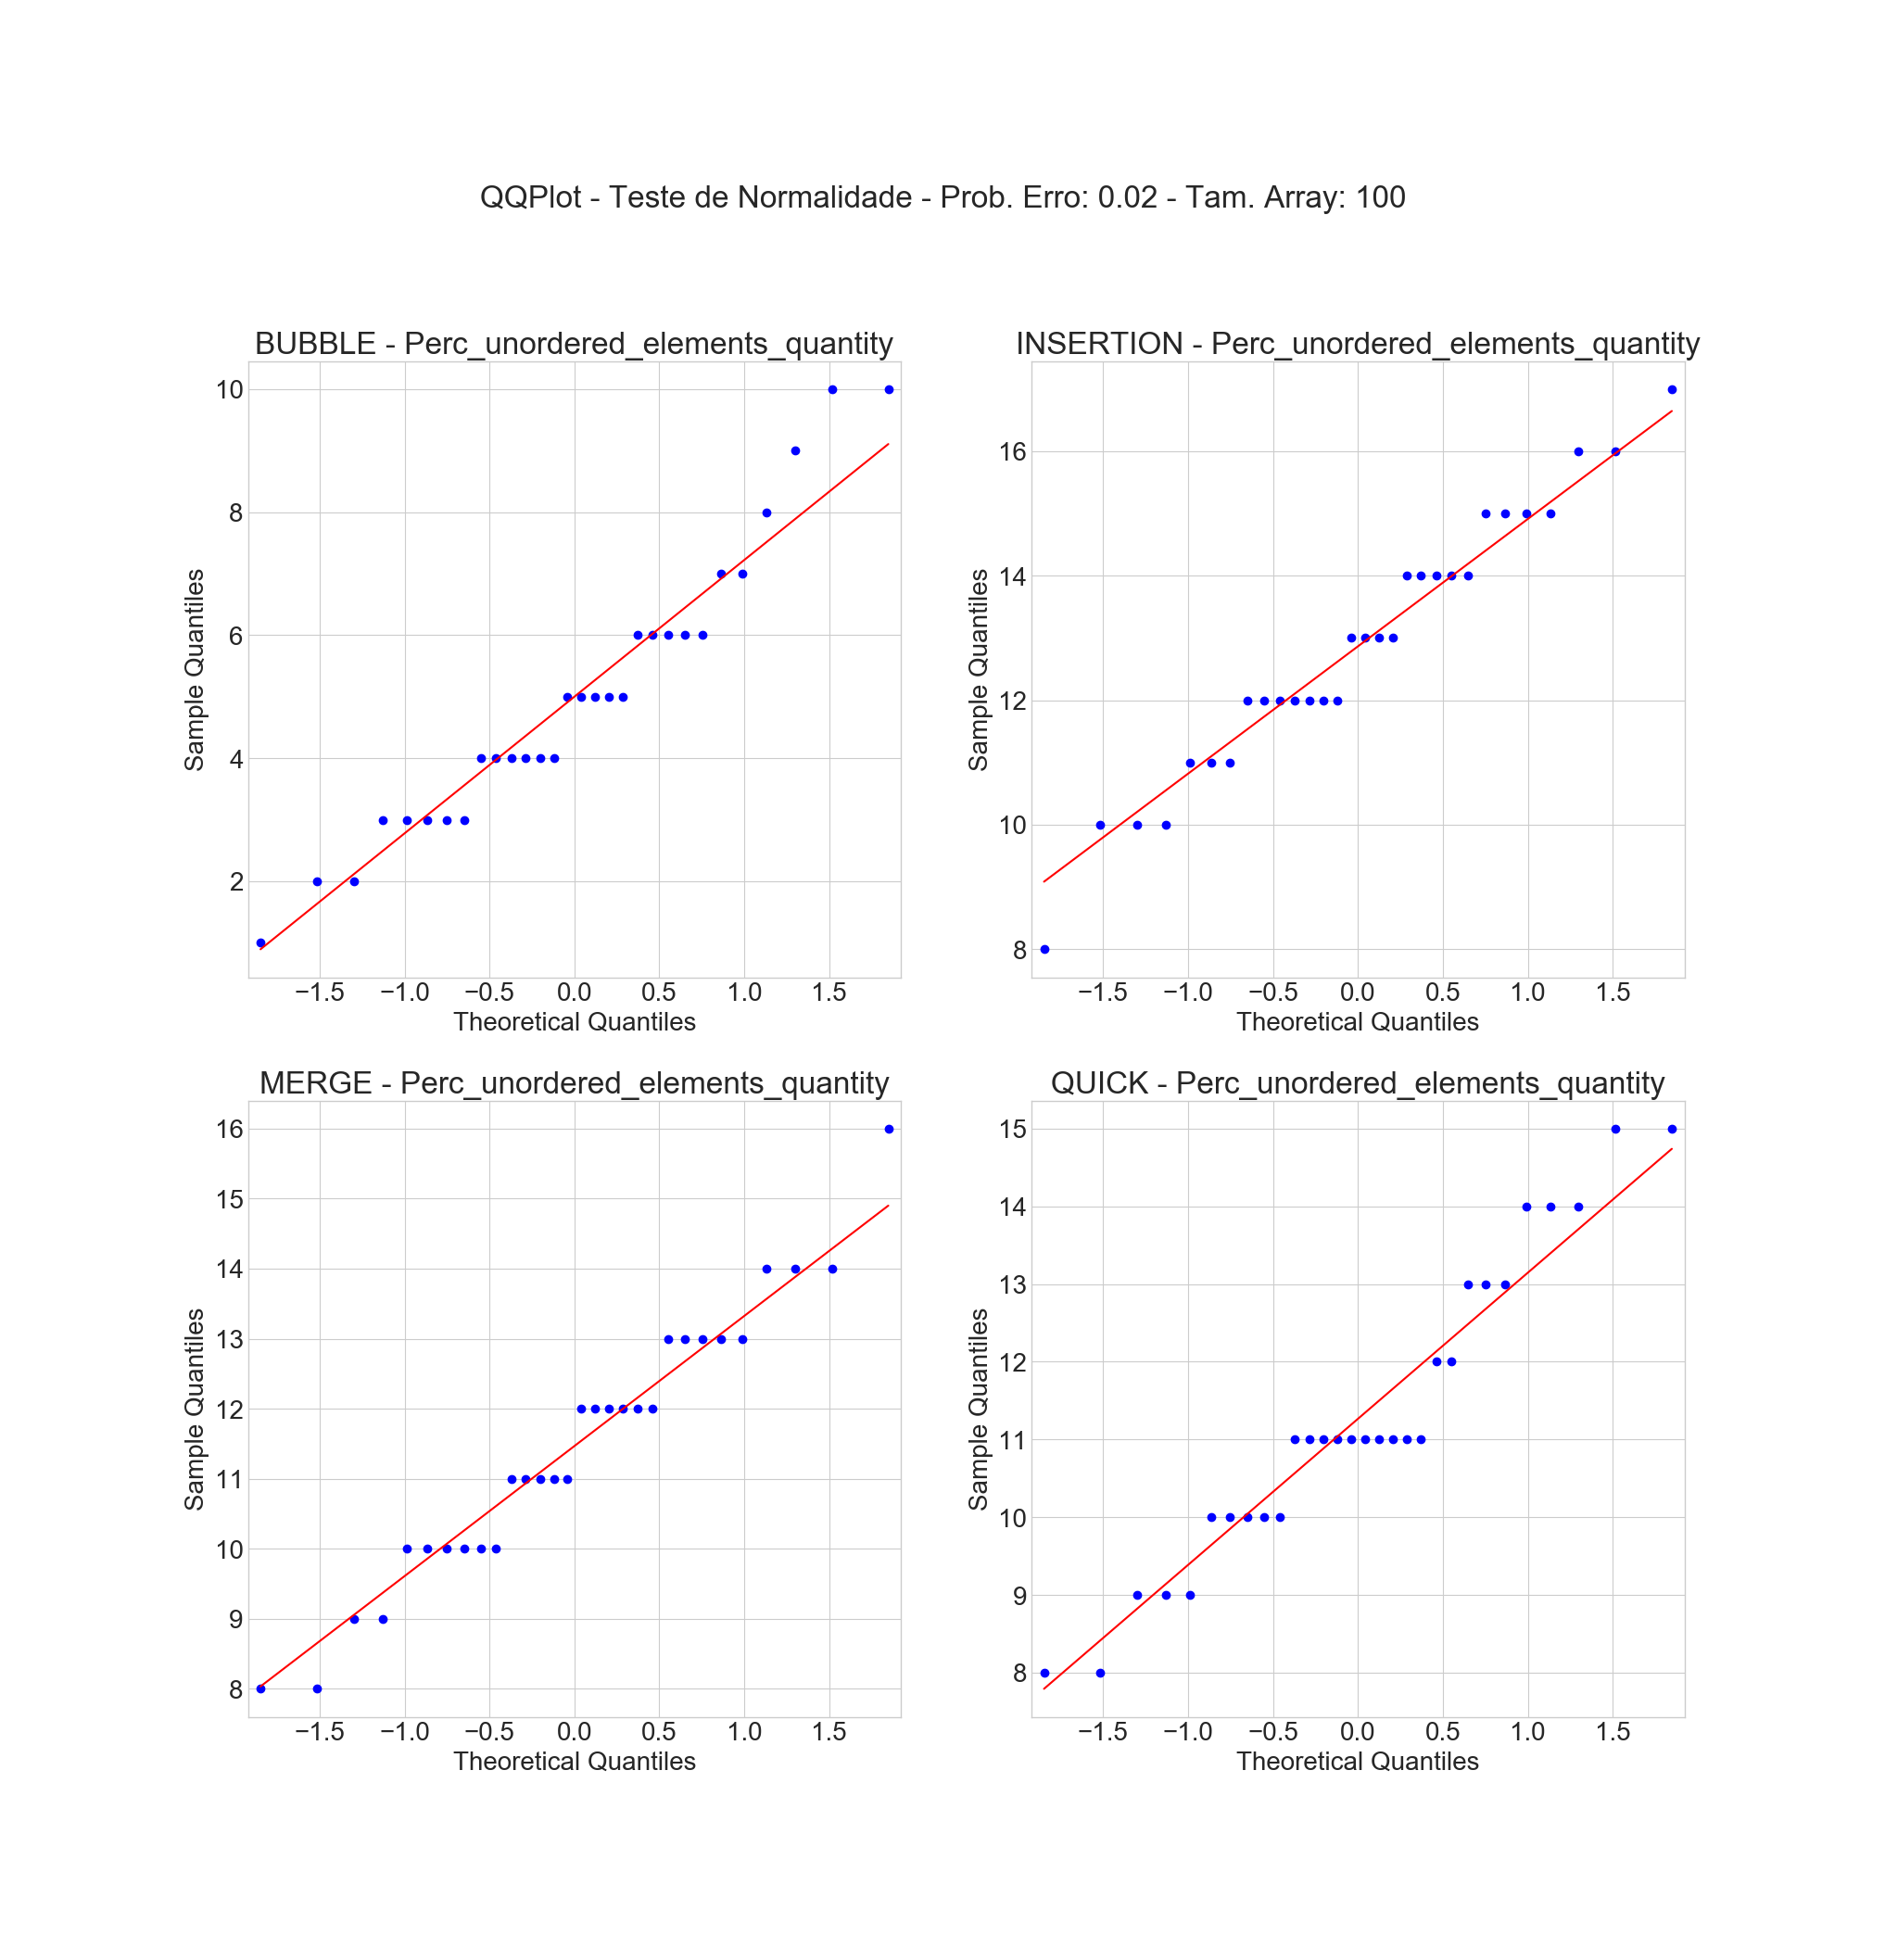 QQPlot - Teste de Normalidade - Prob. Erro: 0.02 - Tam. Array: 100
BUBBLE - Perc_unordered_elements_quantity
10
8
6
4
2
Sample Quantiles
−1.5 −1.0 −0.5 0.0 0.5 1.0 1.5
Theoretical Quantiles
INSERTION - Perc_unordered_elements_quantity
16
14
12
10
8
Sample Quantiles
−1.5 −1.0 −0.5 0.0 0.5 1.0 1.5
Theoretical Quantiles
MERGE - Perc_unordered_elements_quantity
16
15
14
13
12
11
10
9
8
Sample Quantiles
−1.5 −1.0 −0.5 0.0 0.5 1.0 1.5
Theoretical Quantiles
QUICK - Perc_unordered_elements_quantity
15
14
13
12
11
10
9
8
Sample Quantiles
−1.5 −1.0 −0.5 0.0 0.5 1.0 1.5
Theoretical Quantiles